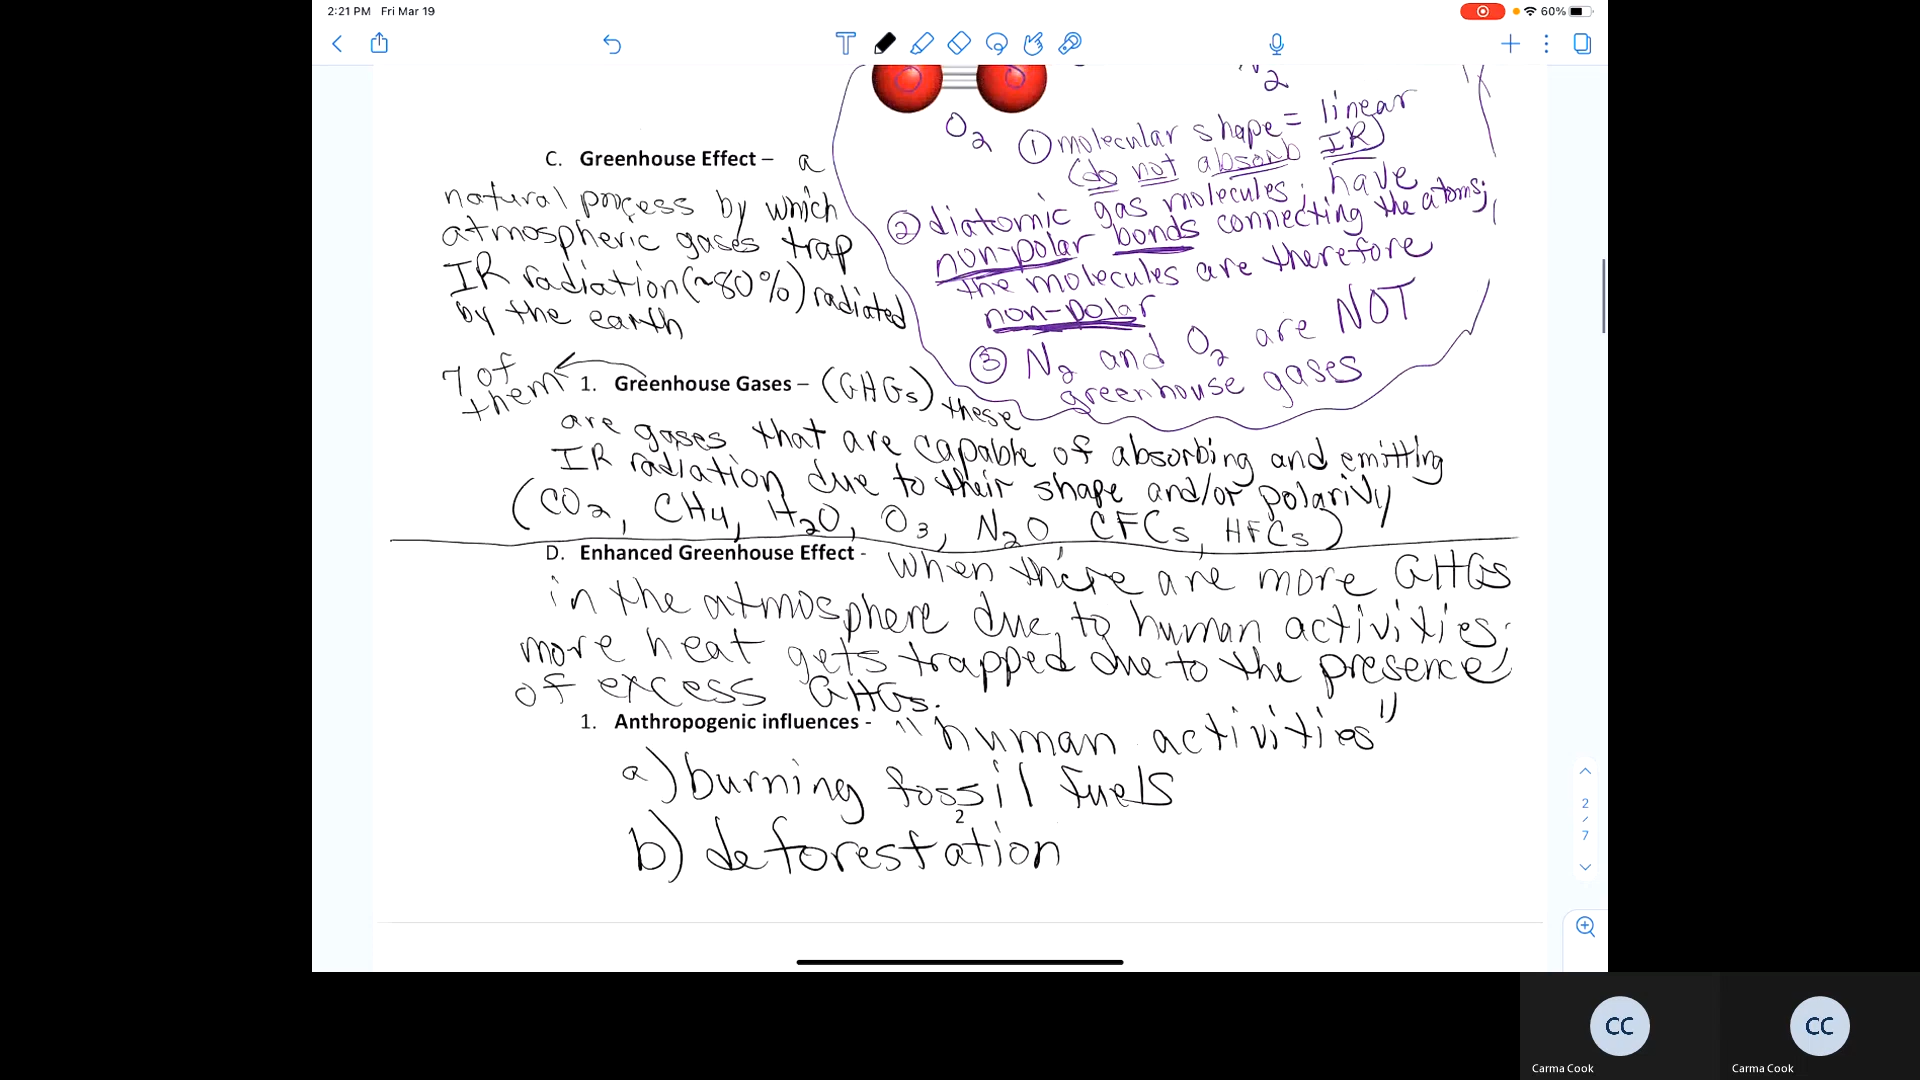 2:21 PM Fri Mar 19
60%
N2
O2
① molecular shape = linear
(do not absorb IR)
② diatomic gas molecules; have
non-polar bonds connecting the atoms;
the molecules are therefore
non-polar
③ N2 and O2 are NOT
greenhouse gases
C. Greenhouse Effect – a
natural process by which
atmospheric gases trap
IR radiation (~80%) radiated
by the earth
7 of
them
1. Greenhouse Gases – (GHGs) these
are gases that are capable of absorbing and emitting
IR radiation due to their shape and/or polarity
(CO2, CH4, H2O, O3, N2O, CFCs, HFCs)
D. Enhanced Greenhouse Effect - when there are more GHGs
in the atmosphere due to human activities;
more heat gets trapped due to the presence
of excess GHGs.
1. Anthropogenic influences - "human activities"
a) burning fossil fuels
2
b) deforestation
2
/
7
CC
CC
Carma Cook
Carma Cook